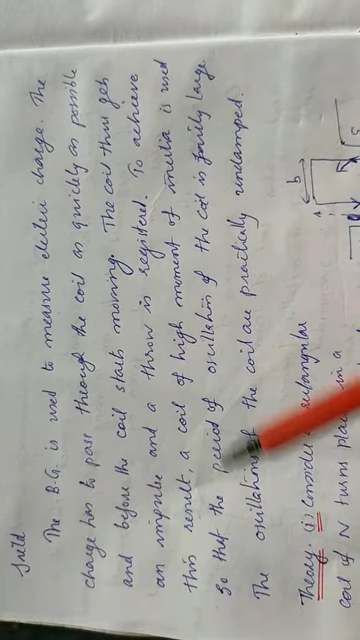 field
The B.G. is used to measure electric charge. The
charge has to pass through the coil as quickly as possible
and before the coil starts moving. The coil thus gets
an impulse and a throw is registered. To achieve
this result, a coil of high moment of inertia is used
so that the period of oscillation of the coil is fairly large.
The oscillations of the coil are practically undamped.
Theory. (i) Consider rectangular
coil of N turns placed in a
b